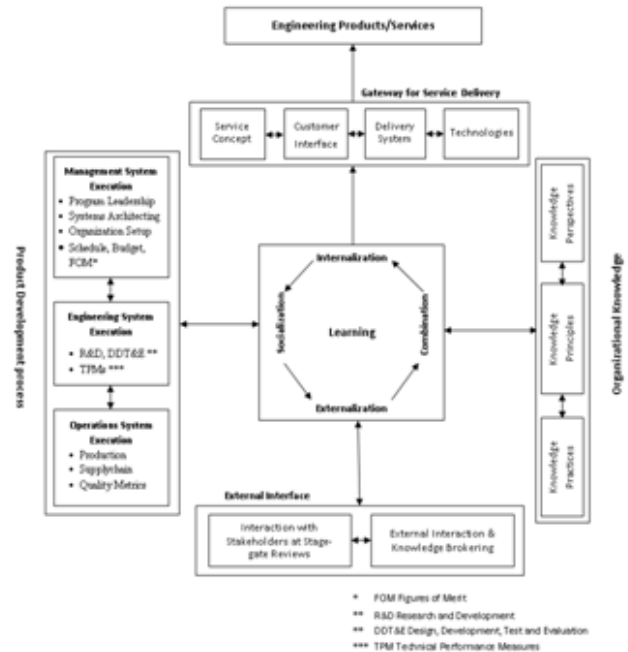 Engineering Products/Services
Gateway for Service Delivery
Service
Concept
Customer
Interface
Delivery
System
Technologies
Product Development process
Management System
Execution
• Program Leadership
• Systems Architecting
• Organization Setup
• Schedule, Budget,
FOM*
Engineering System
Execution
• R&D, DDT&E **
• TPMs ***
Operations System
Execution
• Production
• Supplychain
• Quality Metrics
Internalization
Socialization
Learning
Combination
Externalization
Knowledge
Perspectives
Knowledge
Principles
Knowledge
Practices
Organizational Knowledge
External Interface
Interaction with
Stakeholders at Stage-
gate Reviews
External Interaction &
Knowledge Brokering
* FOM Figures of Merit
** R&D Research and Development
** DDT&E Design, Development, Test and Evaluation
*** TPM Technical Performance Measures